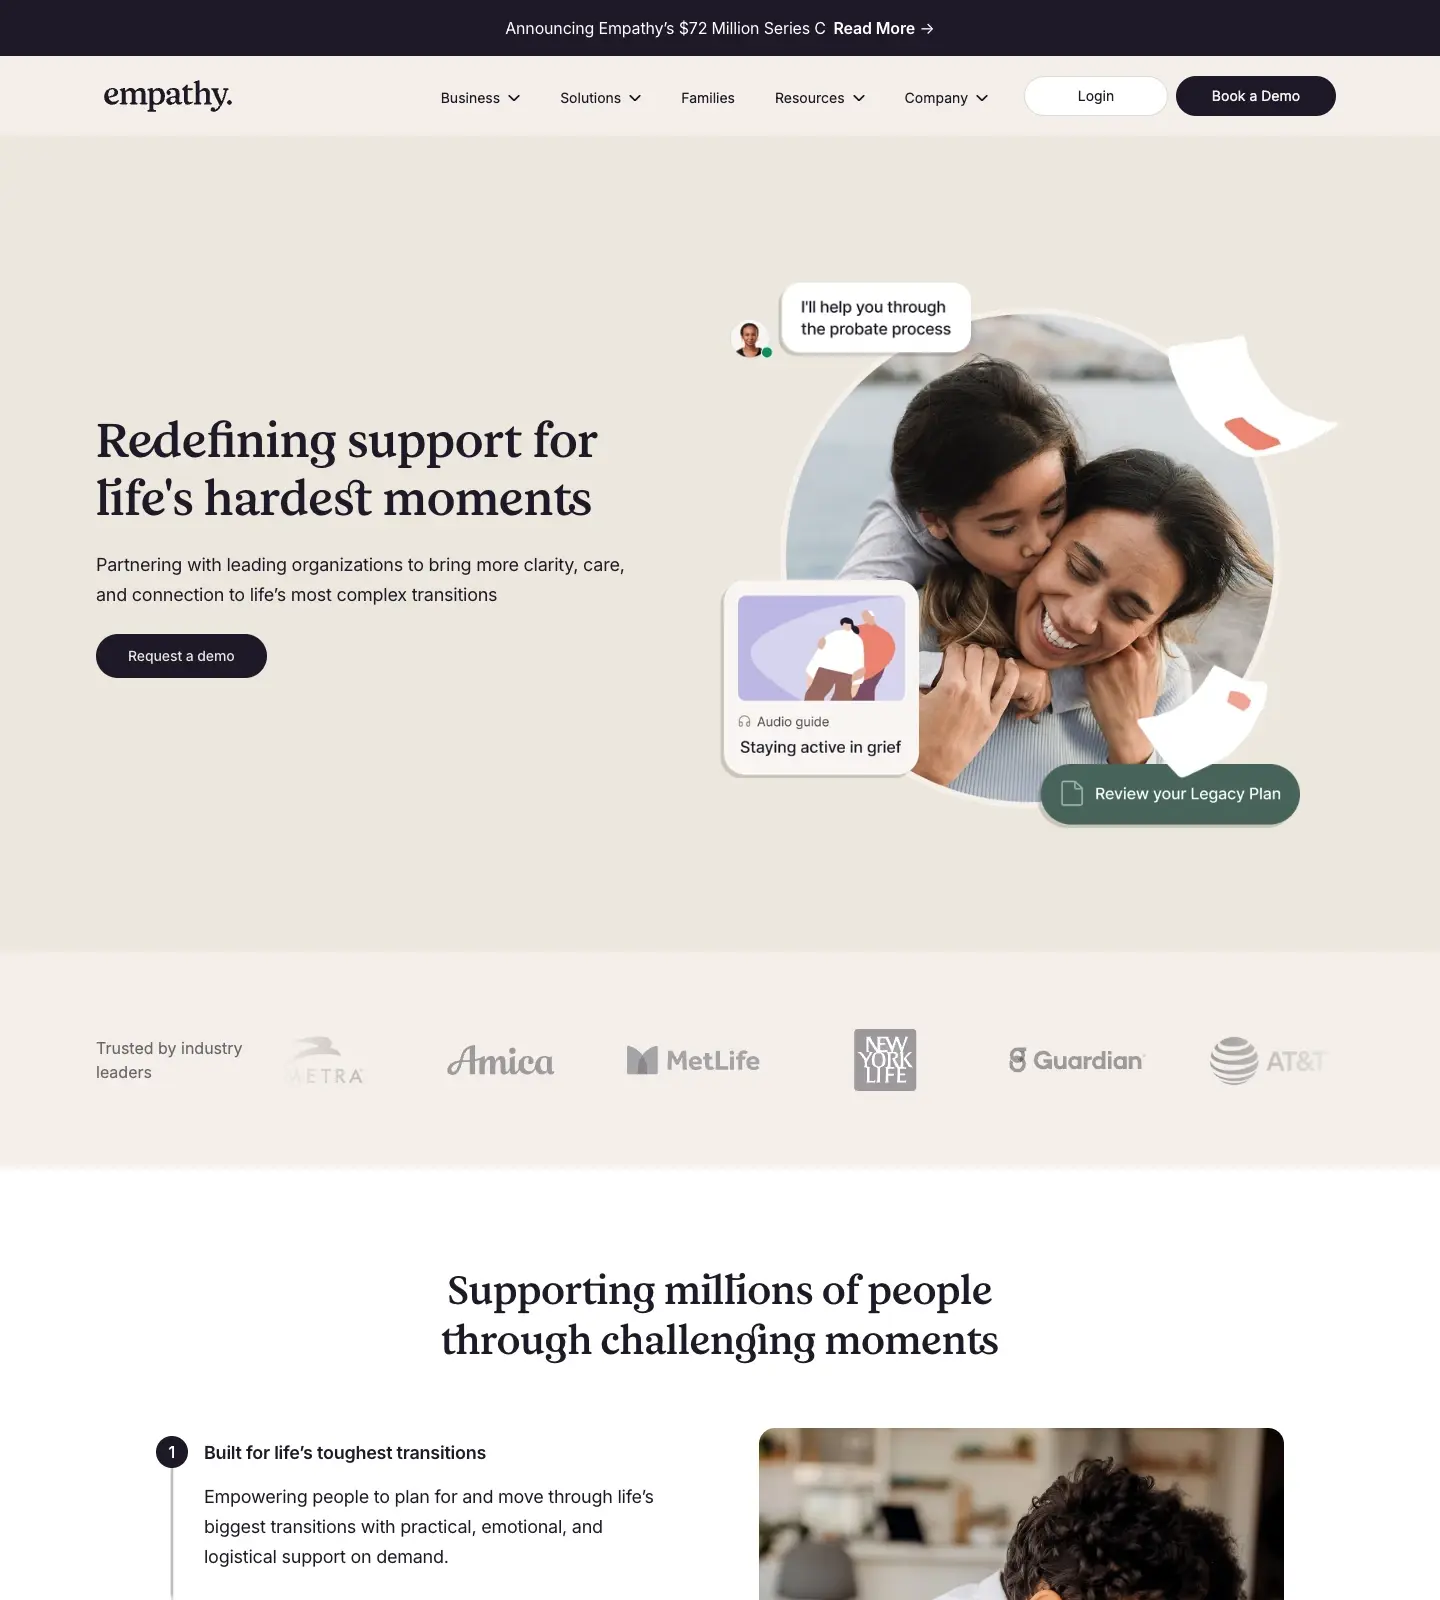 Announcing Empathy’s $72 Million Series C Read More →
empathy.
Business
Solutions
Families
Resources
Company
Login
Book a Demo
I'll help you through
the probate process
Redefining support for
life's hardest moments
Partnering with leading organizations to bring more clarity, care,
and connection to life’s most complex transitions
Request a demo
Audio guide
Staying active in grief
Review your Legacy Plan
Trusted by industry
leaders
METRA
Amica
MetLife
NEW
YORK
LIFE
Guardian
AT&T
Supporting millions of people
through challenging moments
1
Built for life’s toughest transitions
Empowering people to plan for and move through life’s
biggest transitions with practical, emotional, and
logistical support on demand.